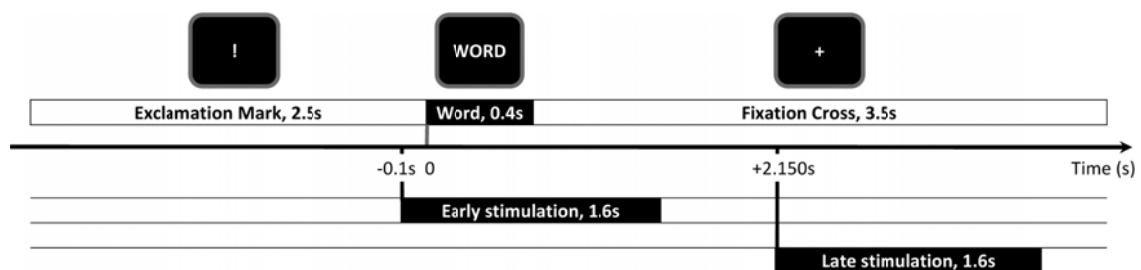 ! WORD +
Exclamation Mark, 2.5s Word, 0.4s Fixation Cross, 3.5s
-0.1s 0 +2.150s Time (s)
Early stimulation, 1.6s
Late stimulation, 1.6s